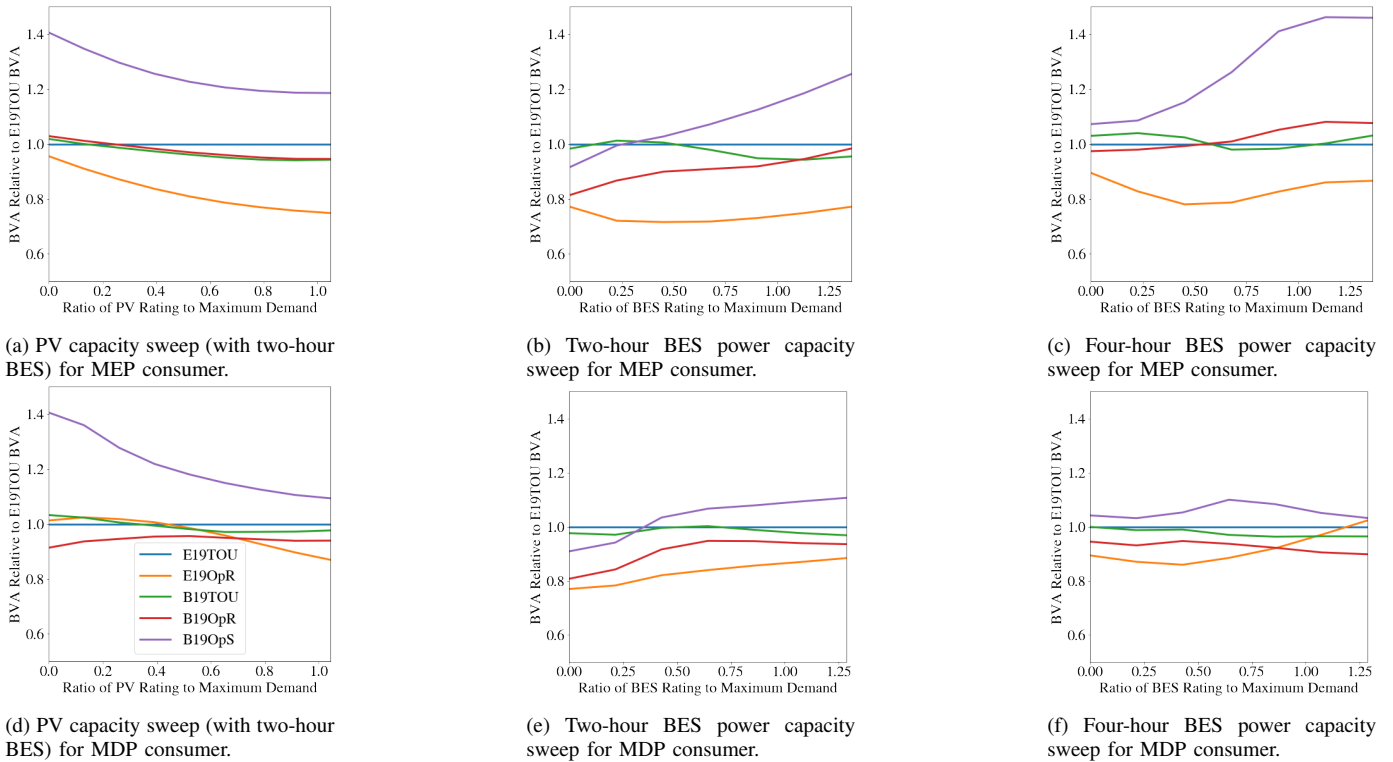 BVA Relative to E19TOU BVA
1.4
1.2
1.0
0.8
0.6
0.0 0.2 0.4 0.6 0.8 1.0
Ratio of PV Rating to Maximum Demand
(a) PV capacity sweep (with two-hour
BES) for MEP consumer.
BVA Relative to E19TOU BVA
1.4
1.2
1.0
0.8
0.6
0.00 0.25 0.50 0.75 1.00 1.25
Ratio of BES Rating to Maximum Demand
(b) Two-hour BES power capacity
sweep for MEP consumer.
BVA Relative to E19TOU BVA
1.4
1.2
1.0
0.8
0.6
0.00 0.25 0.50 0.75 1.00 1.25
Ratio of BES Rating to Maximum Demand
(c) Four-hour BES power capacity
sweep for MEP consumer.
BVA Relative to E19TOU BVA
1.4
1.2
1.0
0.8
0.6
E19TOU
E19OpR
B19TOU
B19OpR
B19OpS
0.0 0.2 0.4 0.6 0.8 1.0
Ratio of PV Rating to Maximum Demand
(d) PV capacity sweep (with two-hour
BES) for MDP consumer.
BVA Relative to E19TOU BVA
1.4
1.2
1.0
0.8
0.6
0.00 0.25 0.50 0.75 1.00 1.25
Ratio of BES Rating to Maximum Demand
(e) Two-hour BES power capacity
sweep for MDP consumer.
BVA Relative to E19TOU BVA
1.4
1.2
1.0
0.8
0.6
0.00 0.25 0.50 0.75 1.00 1.25
Ratio of BES Rating to Maximum Demand
(f) Four-hour BES power capacity
sweep for MDP consumer.